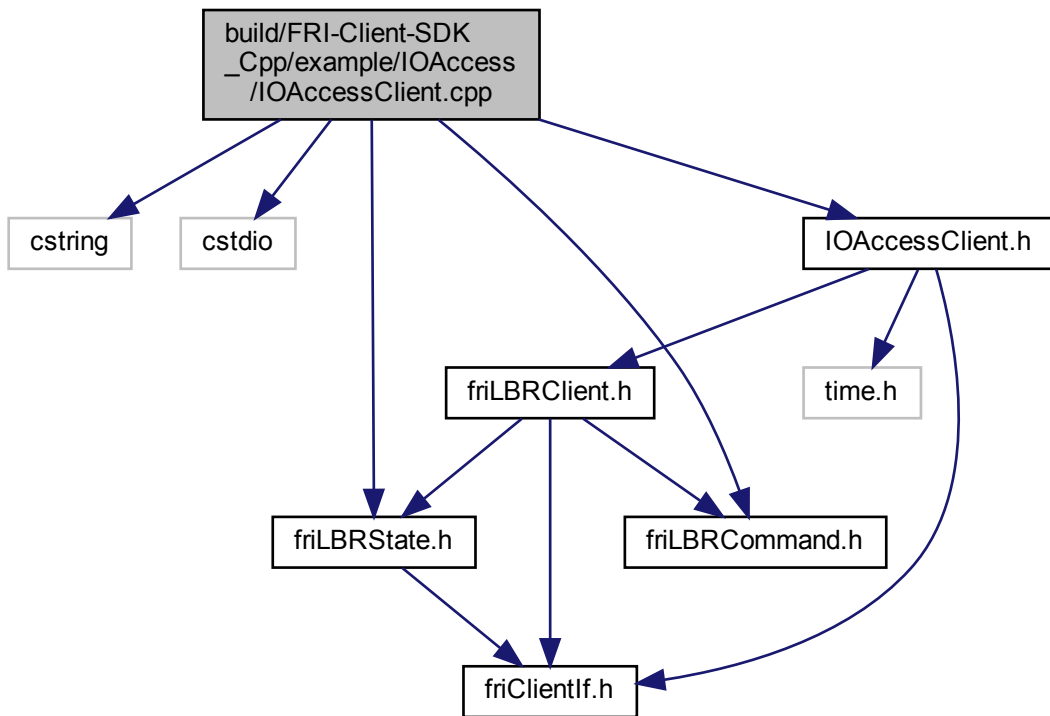 build/FRI-Client-SDK
_Cpp/example/IOAccess
/IOAccessClient.cpp
cstring
cstdio
IOAccessClient.h
friLBRClient.h
time.h
friLBRState.h
friLBRCommand.h
friClientIf.h